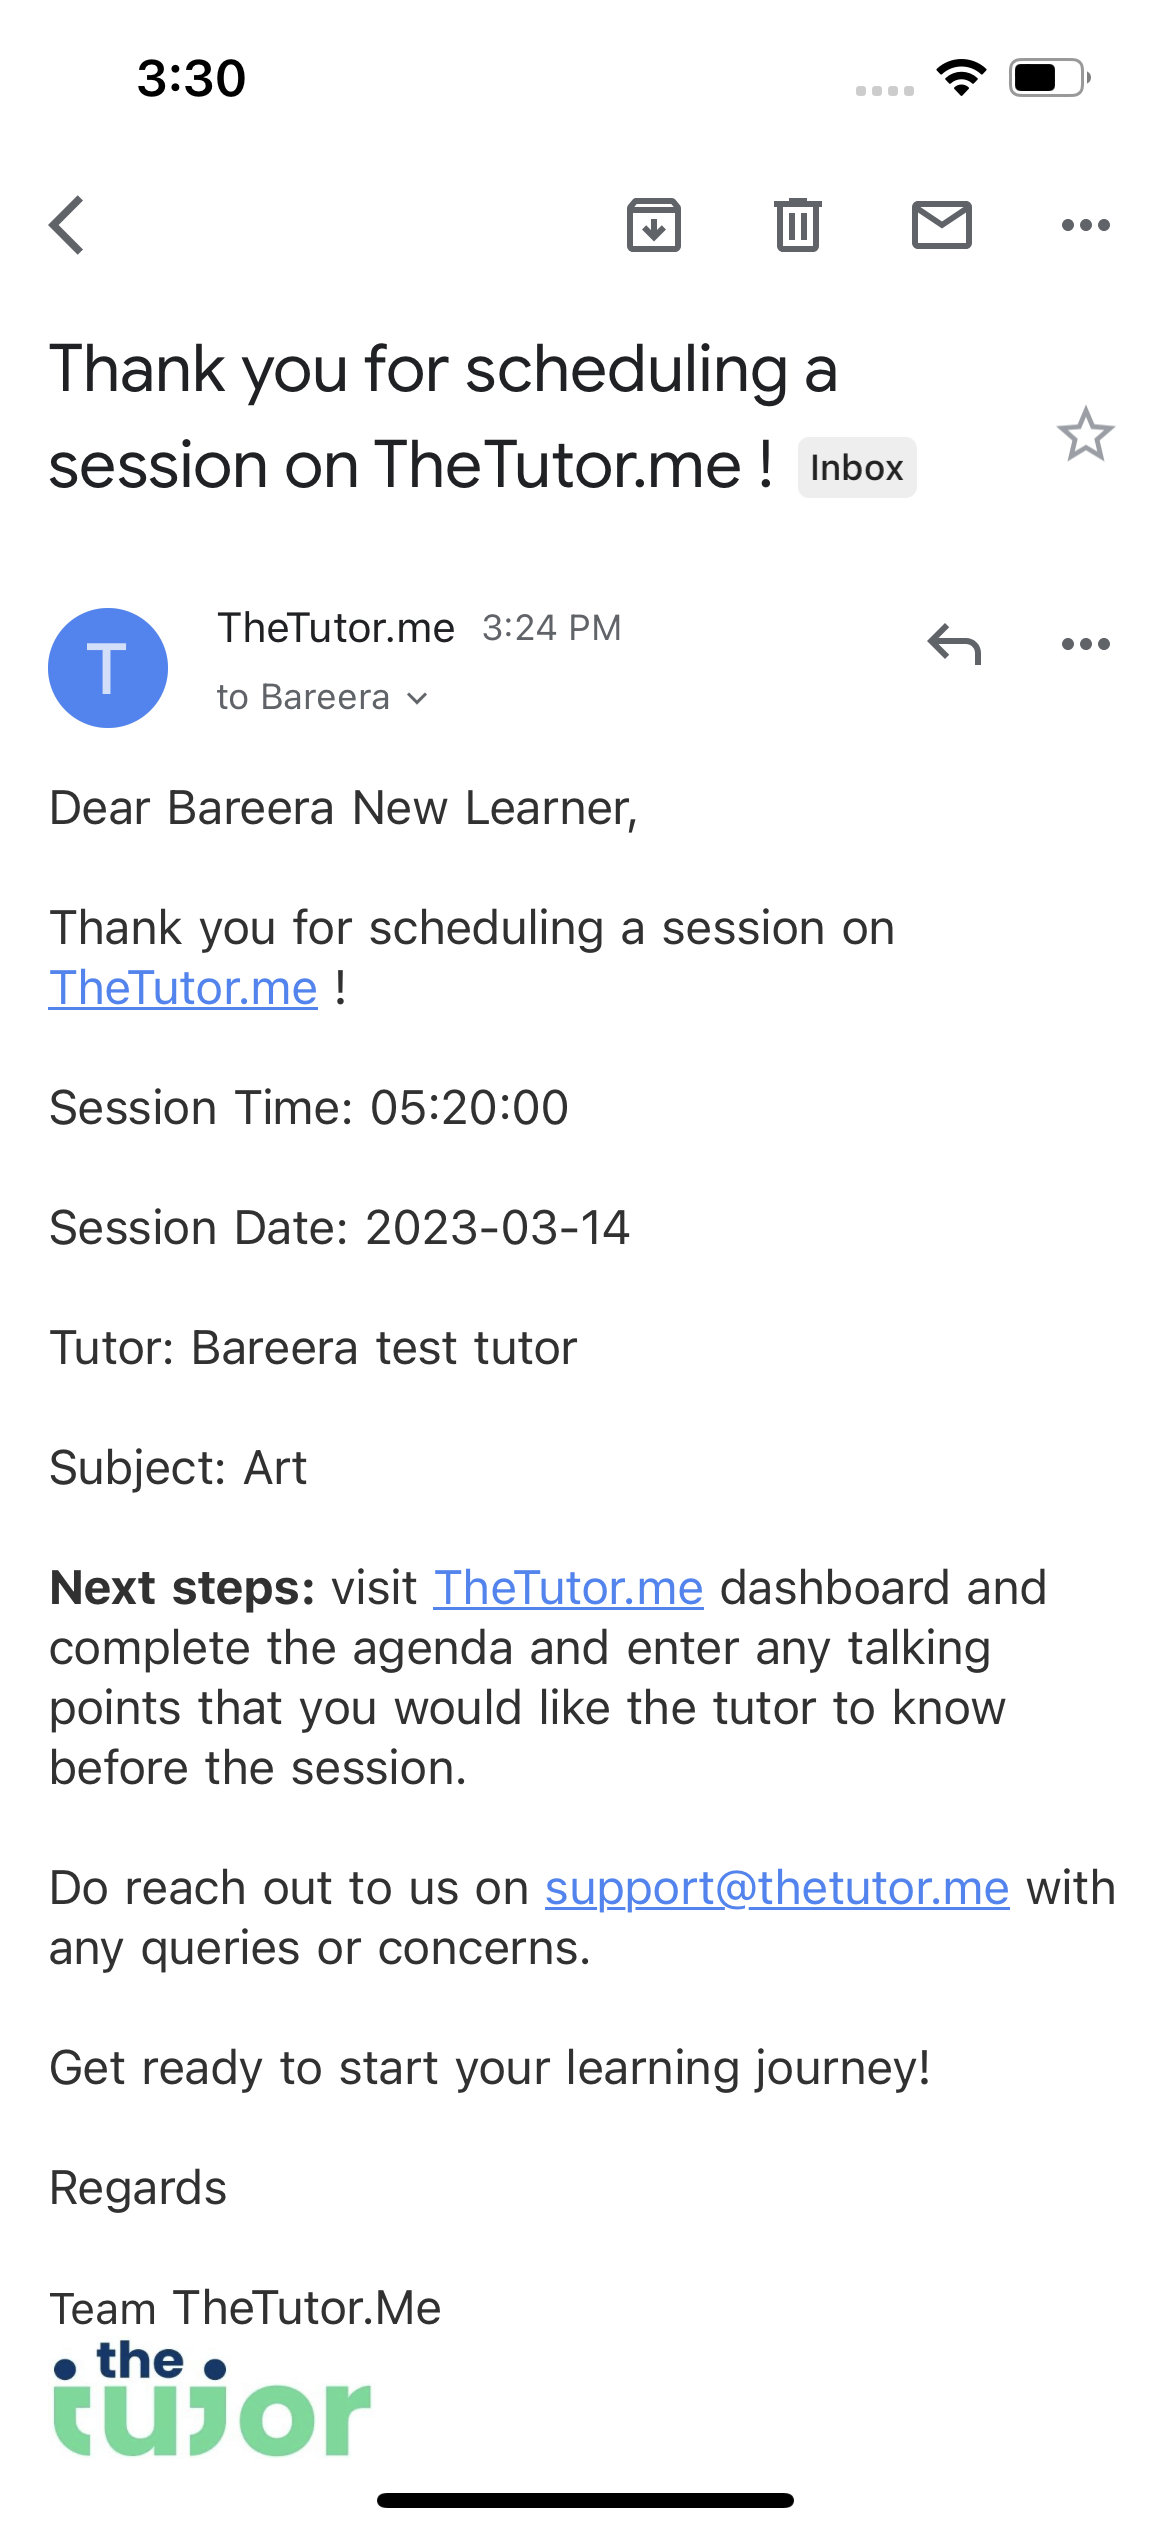 3:30
Thank you for scheduling a
session on TheTutor.me ! Inbox
T
TheTutor.me 3:24 PM
to Bareera
Dear Bareera New Learner,
Thank you for scheduling a session on
TheTutor.me !
Session Time: 05:20:00
Session Date: 2023-03-14
Tutor: Bareera test tutor
Subject: Art
Next steps: visit TheTutor.me dashboard and
complete the agenda and enter any talking
points that you would like the tutor to know
before the session.
Do reach out to us on support@thetutor.me with
any queries or concerns.
Get ready to start your learning journey!
Regards
Team TheTutor.Me
the
tutor